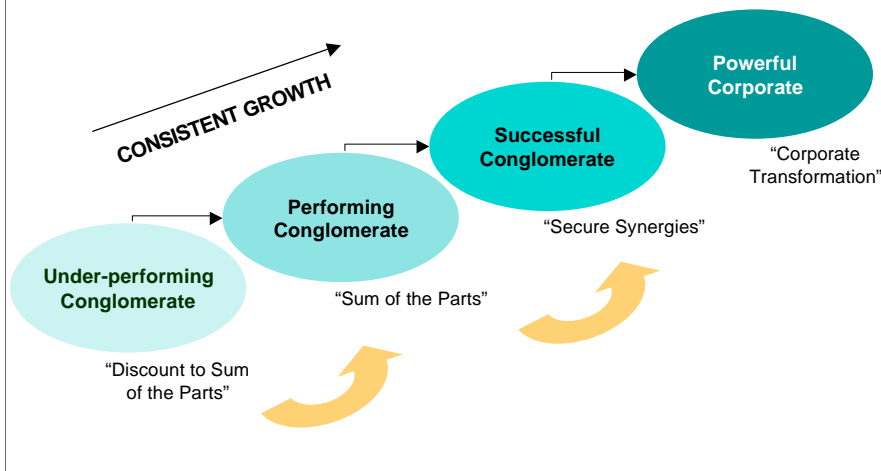 CONSISTENT GROWTH
Powerful
Corporate
Successful
Conglomerate
“Corporate
Transformation”
Performing
Conglomerate
“Secure Synergies”
Under-performing
Conglomerate
“Sum of the Parts”
“Discount to Sum
of the Parts”